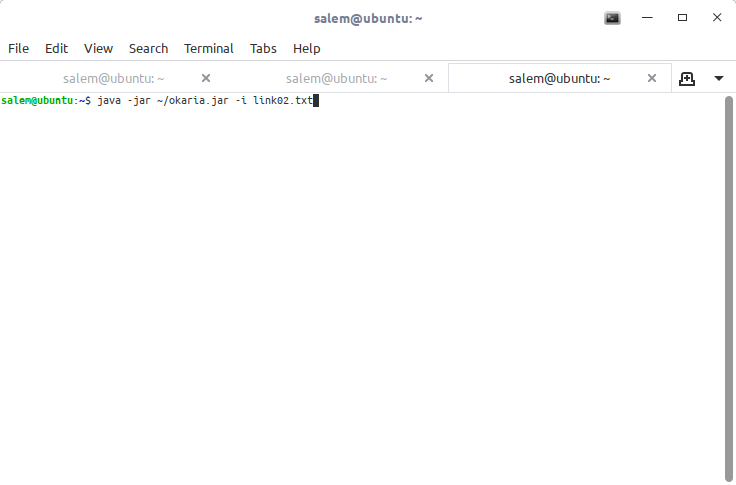 salem@ubuntu: ~
File Edit View Search Terminal Tabs Help
salem@ubuntu: ~ salem@ubuntu: ~ salem@ubuntu: ~
salem@ubuntu:~$ java -jar ~/okaria.jar -i link02.txt